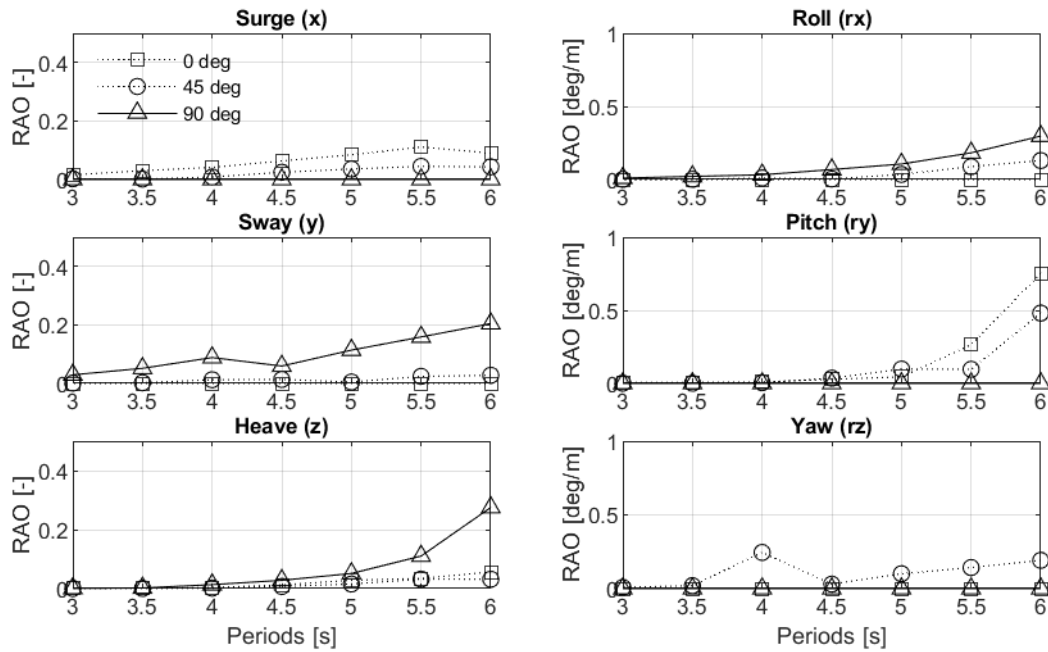 Surge (x)
RAO [-]
0.4
0.2
0
0 deg
45 deg
90 deg
3 3.5 4 4.5 5 5.5 6
Roll (rx)
RAO [deg/m]
1
0.5
0
3 3.5 4 4.5 5 5.5 6
Sway (y)
RAO [-]
0.4
0.2
0
3 3.5 4 4.5 5 5.5 6
Pitch (ry)
RAO [deg/m]
1
0.5
0
3 3.5 4 4.5 5 5.5 6
Heave (z)
RAO [-]
0.4
0.2
0
3 3.5 4 4.5 5 5.5 6
Periods [s]
Yaw (rz)
RAO [deg/m]
1
0.5
0
3 3.5 4 4.5 5 5.5 6
Periods [s]